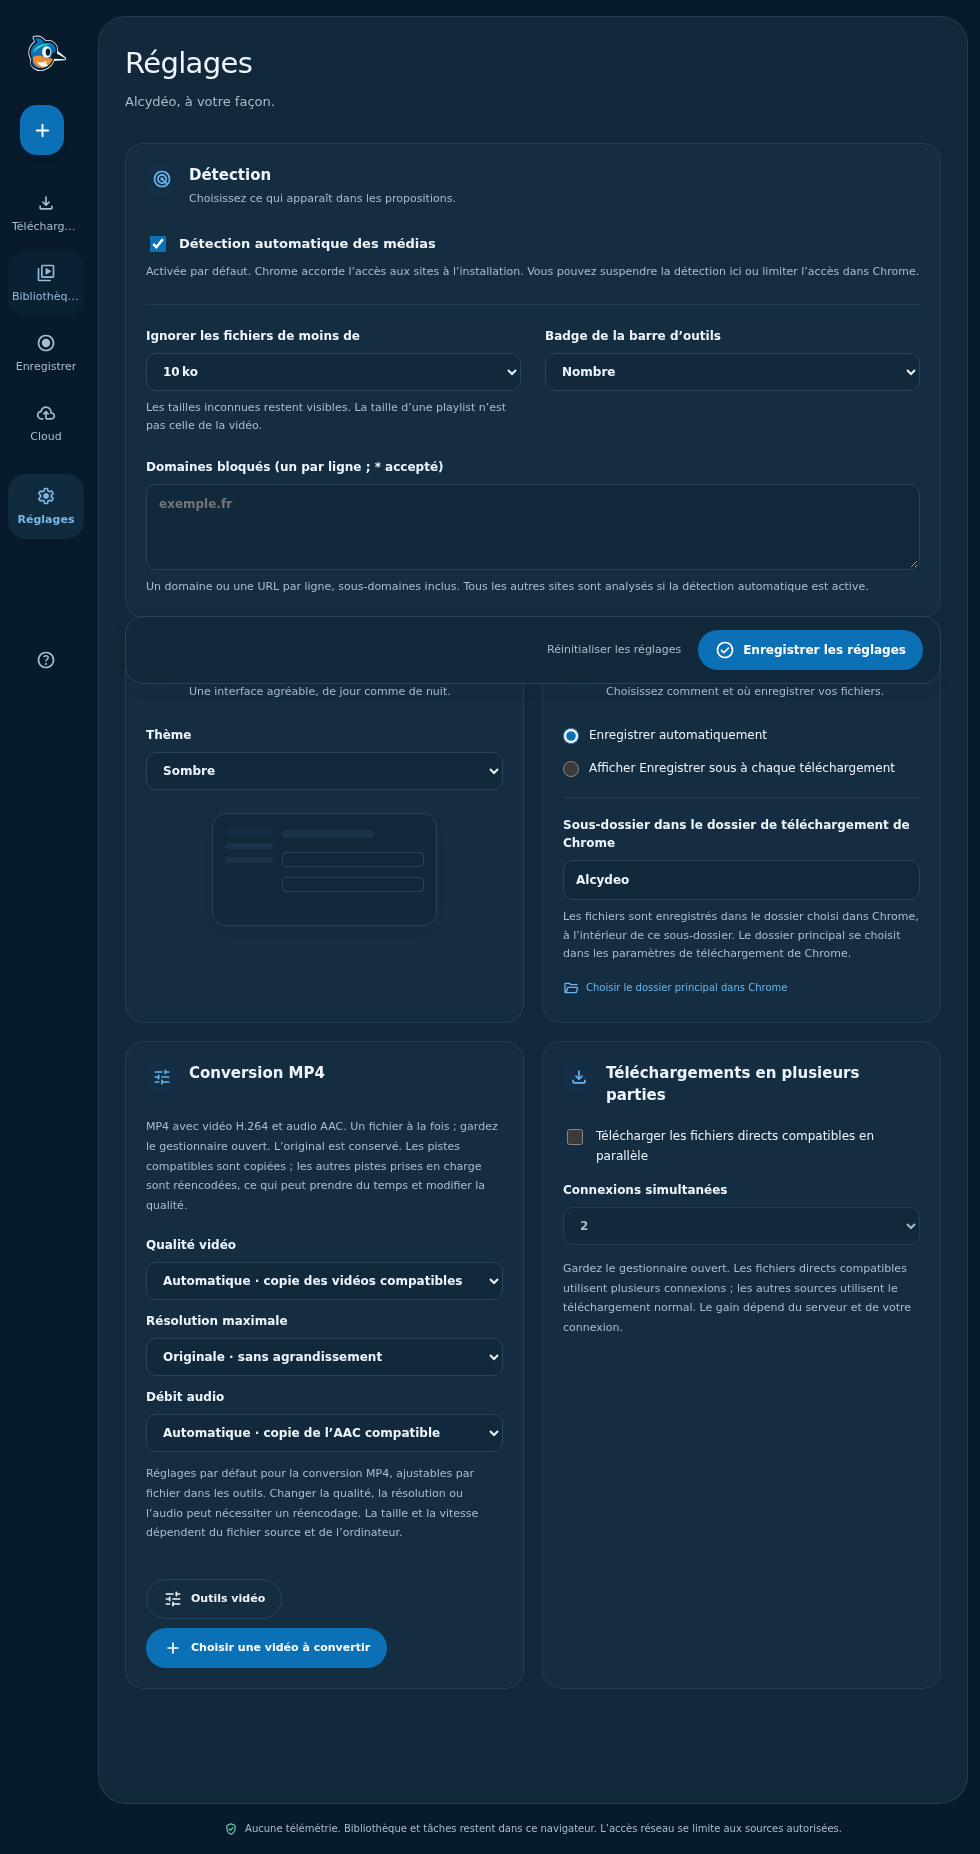 Réglages
Alcydéo, à votre façon.
Télécharg...
Bibliothèq...
Enregistrer
Cloud
Réglages
Détection
Choisissez ce qui apparaît dans les propositions.
Détection automatique des médias
Activée par défaut. Chrome accorde l’accès aux sites à l’installation. Vous pouvez suspendre la détection ici ou limiter l’accès dans Chrome.
Ignorer les fichiers de moins de
10 ko
Les tailles inconnues restent visibles. La taille d’une playlist n’est
pas celle de la vidéo.
Badge de la barre d’outils
Nombre
Domaines bloqués (un par ligne ; * accepté)
exemple.fr
Un domaine ou une URL par ligne, sous-domaines inclus. Tous les autres sites sont analysés si la détection automatique est active.
Réinitialiser les réglages
Enregistrer les réglages
Une interface agréable, de jour comme de nuit.
Thème
Sombre
Choisissez comment et où enregistrer vos fichiers.
Enregistrer automatiquement
Afficher Enregistrer sous à chaque téléchargement
Sous-dossier dans le dossier de téléchargement de
Chrome
Alcydeo
Les fichiers sont enregistrés dans le dossier choisi dans Chrome,
à l’intérieur de ce sous-dossier. Le dossier principal se choisit
dans les paramètres de téléchargement de Chrome.
Choisir le dossier principal dans Chrome
Conversion MP4
MP4 avec vidéo H.264 et audio AAC. Un fichier à la fois ; gardez
le gestionnaire ouvert. L’original est conservé. Les pistes
compatibles sont copiées ; les autres pistes prises en charge
sont réencodées, ce qui peut prendre du temps et modifier la
qualité.
Qualité vidéo
Automatique · copie des vidéos compatibles
Résolution maximale
Originale · sans agrandissement
Débit audio
Automatique · copie de l’AAC compatible
Réglages par défaut pour la conversion MP4, ajustables par
fichier dans les outils. Changer la qualité, la résolution ou
l’audio peut nécessiter un réencodage. La taille et la vitesse
dépendent du fichier source et de l’ordinateur.
Outils vidéo
Choisir une vidéo à convertir
Téléchargements en plusieurs
parties
Télécharger les fichiers directs compatibles en
parallèle
Connexions simultanées
2
Gardez le gestionnaire ouvert. Les fichiers directs compatibles
utilisent plusieurs connexions ; les autres sources utilisent le
téléchargement normal. Le gain dépend du serveur et de votre
connexion.
Aucune télémétrie. Bibliothèque et tâches restent dans ce navigateur. L’accès réseau se limite aux sources autorisées.